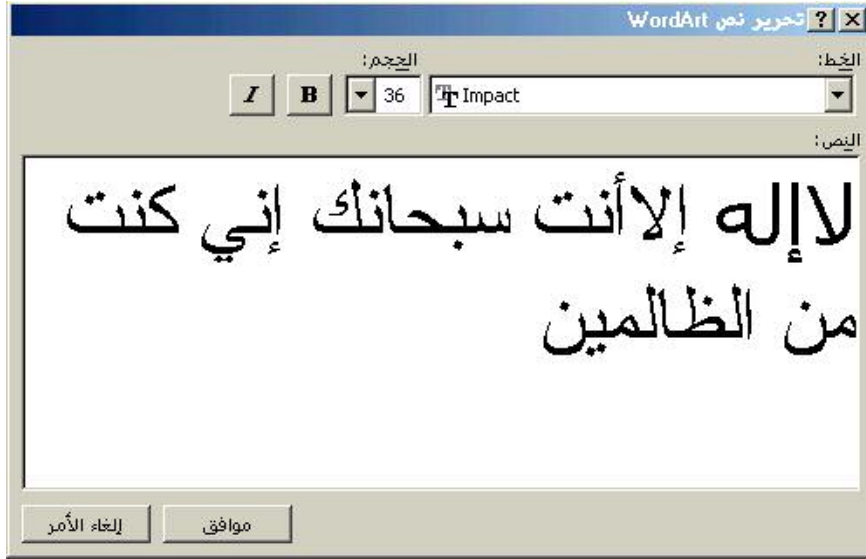 تحرير نص WordArt
الخط:
الحجم:
Impact
36
B
I
النص:
لاإله إلاأنت سبحانك إني كنت
من الظالمين
موافق
إلغاء الأمر